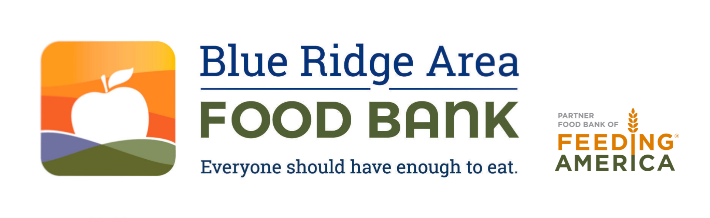 Blue Ridge Area
FOOD BANK
Everyone should have enough to eat.
PARTNER
FOOD BANK OF
FEEDING®
AMERICA